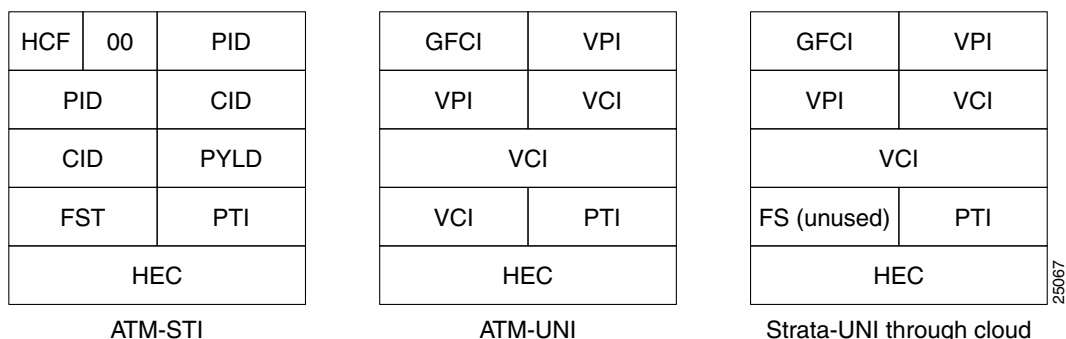 HCF 00 PID GFCI VPI GFCI VPI
PID CID VPI VCI VPI VCI
CID PYLD VCI VCI
FST PTI VCI PTI FS (unused) PTI
HEC HEC HEC
25067
ATM-STI ATM-UNI Strata-UNI through cloud